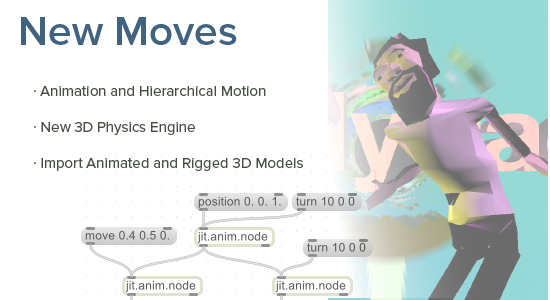 New Moves
· Animation and Hierarchical Motion
· New 3D Physics Engine
· Import Animated and Rigged 3D Models
position 0. 0. 1.
turn 10 0 0
move 0.4 0.5 0.
jit.anim.node
turn 10 0 0
jit.anim.node
jit.anim.node